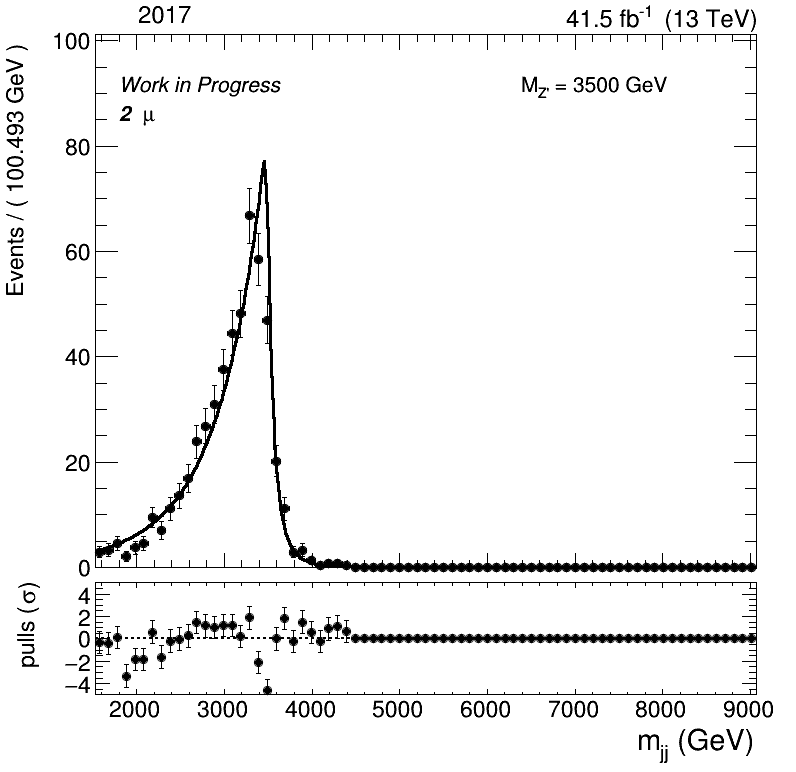 2017 41.5 fb⁻¹ (13 TeV)
Work in Progress M_Z' = 3500 GeV
2 μ
Events / ( 100.493 GeV )
100
80
60
40
20
0
pulls (σ)
4
2
0
−2
−4
2000 3000 4000 5000 6000 7000 8000 9000
m_jj (GeV)